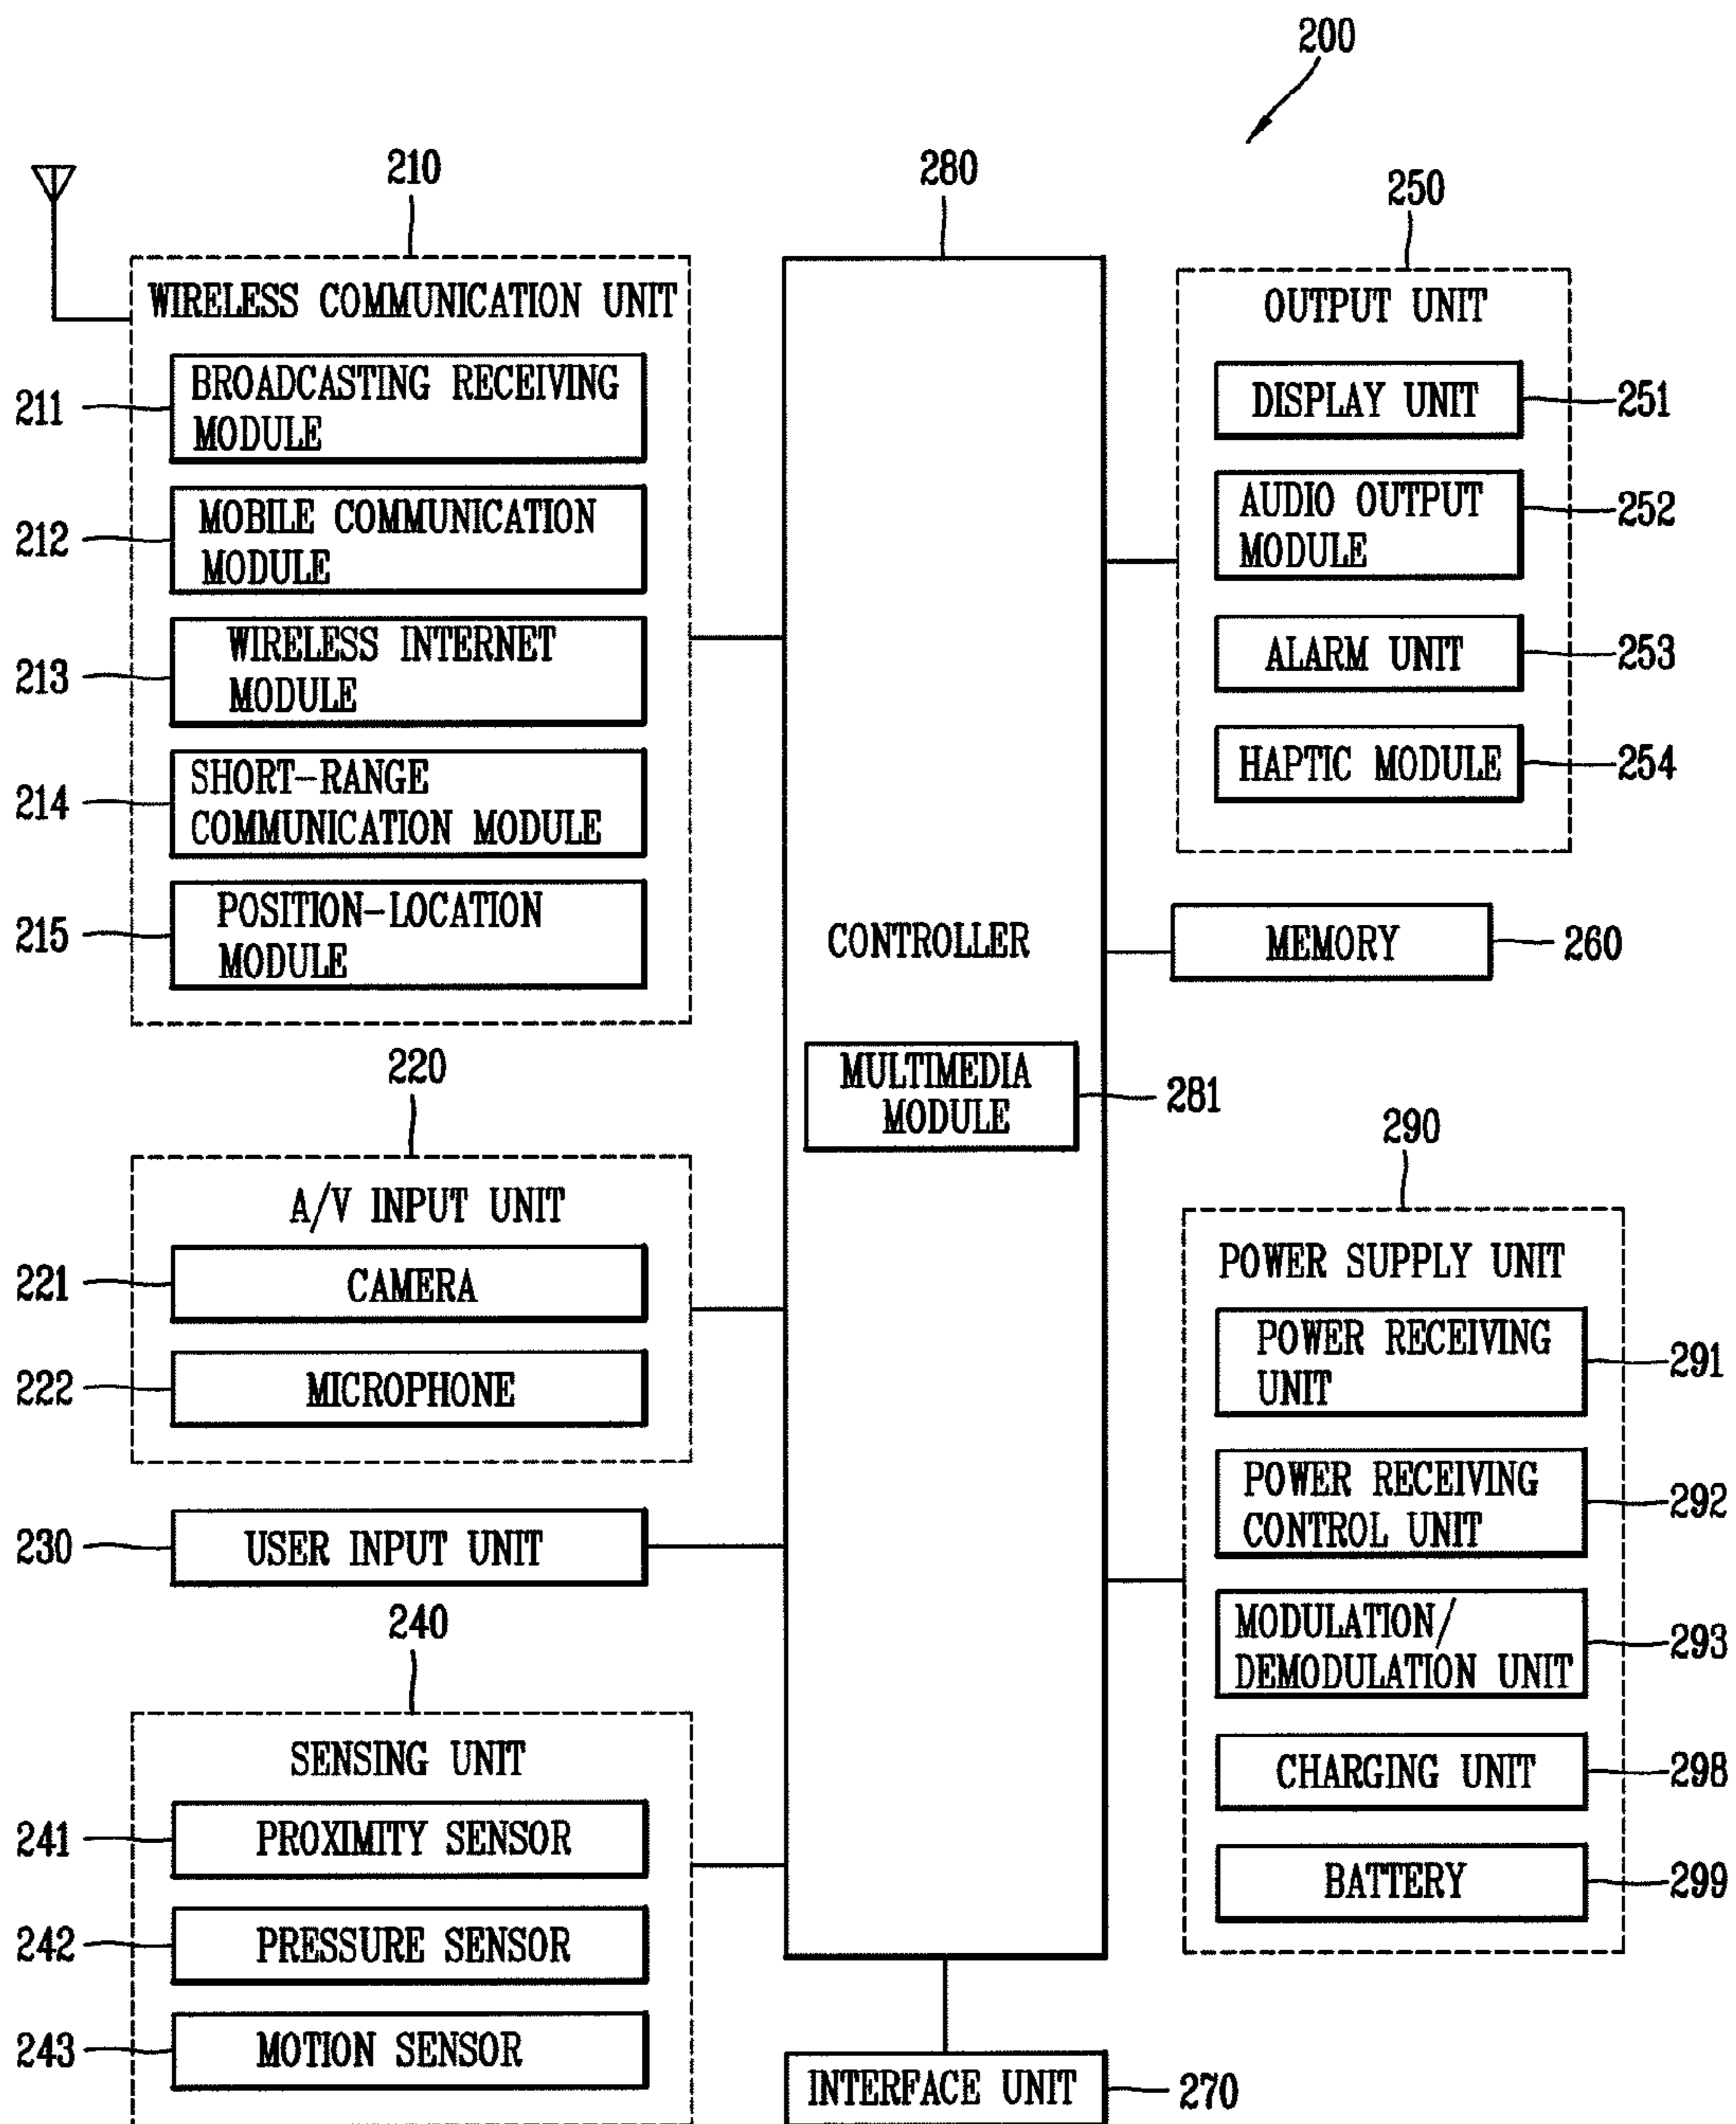 200
210
WIRELESS COMMUNICATION UNIT
211
BROADCASTING RECEIVING
MODULE
212
MOBILE COMMUNICATION
MODULE
213
WIRELESS INTERNET
MODULE
214
SHORT-RANGE
COMMUNICATION MODULE
215
POSITION-LOCATION
MODULE
220
A/V INPUT UNIT
221
CAMERA
222
MICROPHONE
230
USER INPUT UNIT
240
SENSING UNIT
241
PROXIMITY SENSOR
242
PRESSURE SENSOR
243
MOTION SENSOR
280
CONTROLLER
MULTIMEDIA
MODULE
281
INTERFACE UNIT
270
250
OUTPUT UNIT
DISPLAY UNIT
251
AUDIO OUTPUT
MODULE
252
ALARM UNIT
253
HAPTIC MODULE
254
MEMORY
260
290
POWER SUPPLY UNIT
POWER RECEIVING
UNIT
291
POWER RECEIVING
CONTROL UNIT
292
MODULATION/
DEMODULATION UNIT
293
CHARGING UNIT
298
BATTERY
299